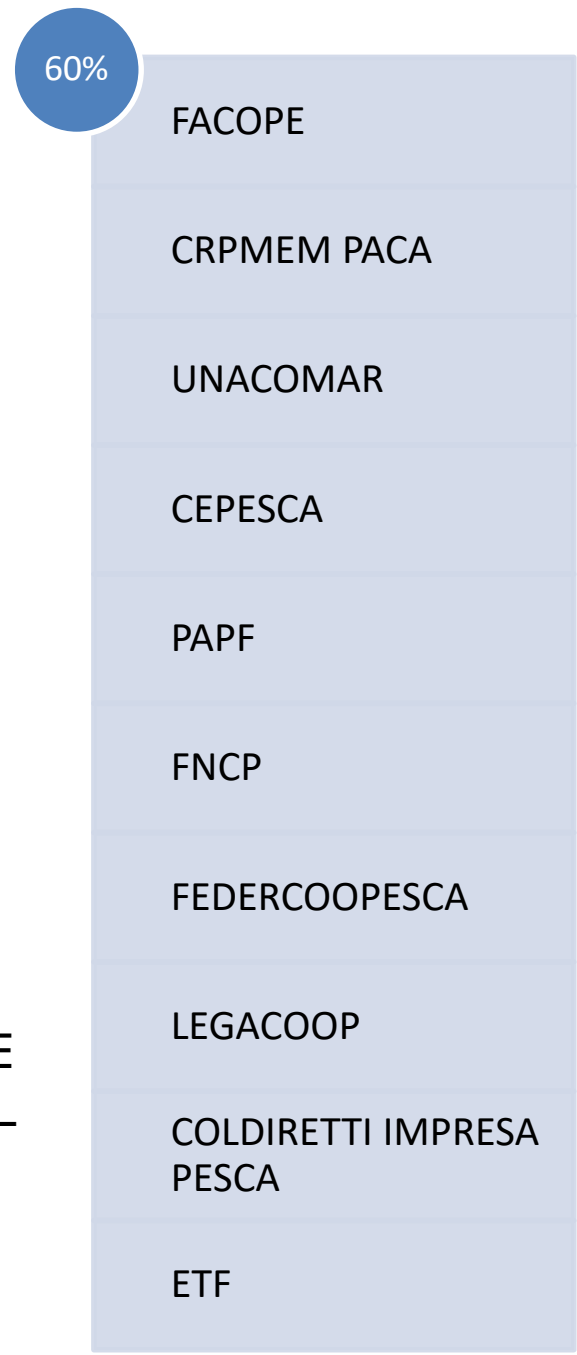 60%
FACOPE
CRPMEM PACA
UNACOMAR
CEPESCA
PAPF
FNCP
FEDERCOOPESCA
LEGACOOP
E
COLDIRETTI IMPRESA
PESCA
ETF